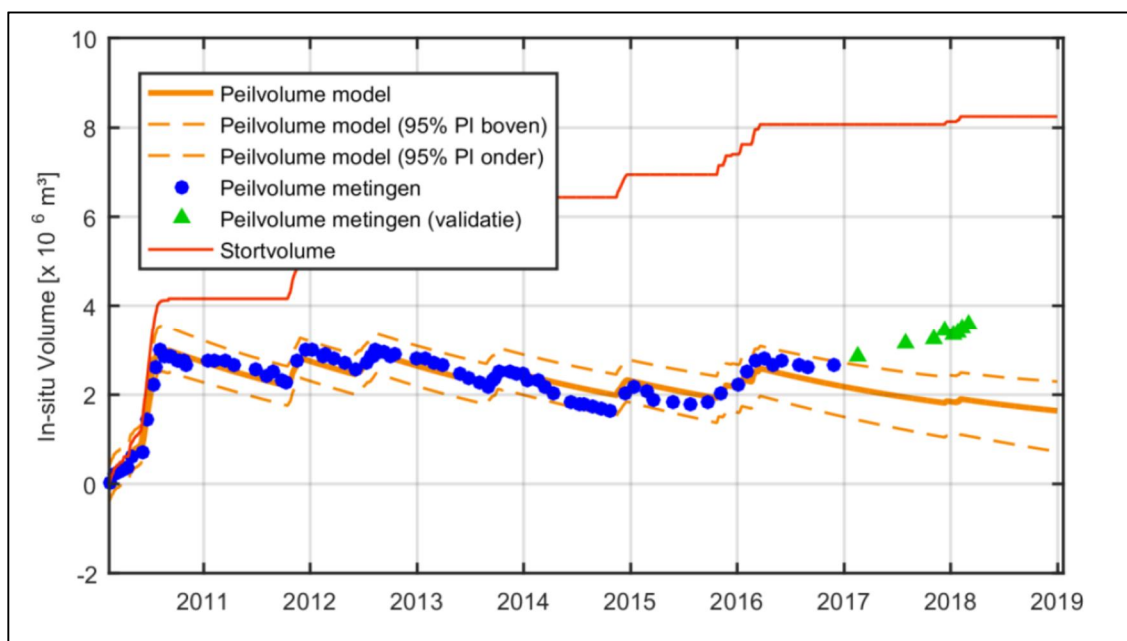 10
8
6
4
2
0
-2
In-situ Volume [x 10 ⁶ m³]
Peilvolume model
Peilvolume model (95% PI boven)
Peilvolume model (95% PI onder)
Peilvolume metingen
Peilvolume metingen (validatie)
Stortvolume
2011 2012 2013 2014 2015 2016 2017 2018 2019